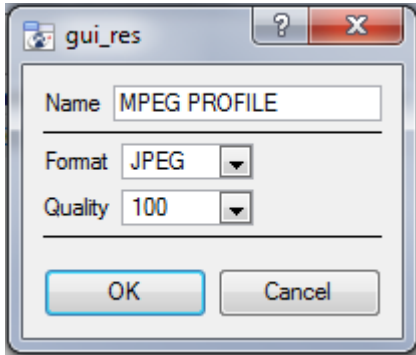 gui_res
Name MPEG PROFILE
Format JPEG
Quality 100
OK Cancel